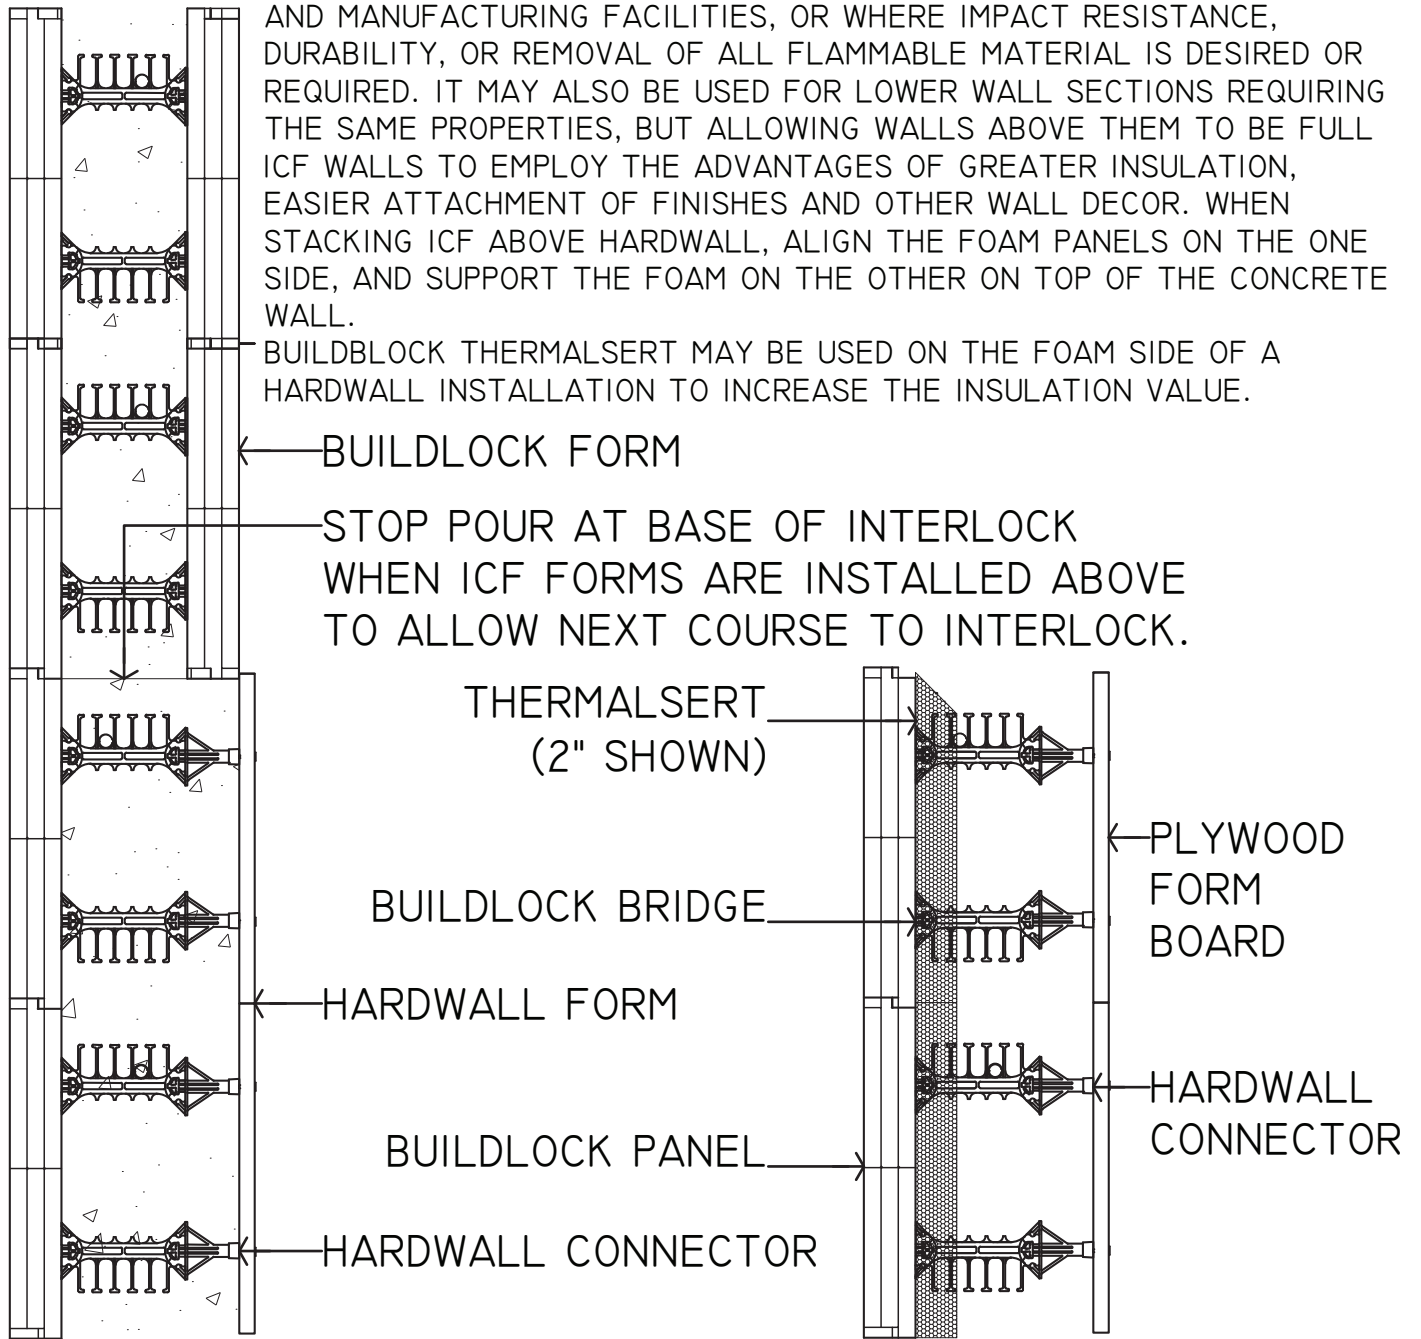 AND MANUFACTURING FACILITIES, OR WHERE IMPACT RESISTANCE,
DURABILITY, OR REMOVAL OF ALL FLAMMABLE MATERIAL IS DESIRED OR
REQUIRED. IT MAY ALSO BE USED FOR LOWER WALL SECTIONS REQUIRING
THE SAME PROPERTIES, BUT ALLOWING WALLS ABOVE THEM TO BE FULL
ICF WALLS TO EMPLOY THE ADVANTAGES OF GREATER INSULATION,
EASIER ATTACHMENT OF FINISHES AND OTHER WALL DECOR. WHEN
STACKING ICF ABOVE HARDWALL, ALIGN THE FOAM PANELS ON THE ONE
SIDE, AND SUPPORT THE FOAM ON THE OTHER ON TOP OF THE CONCRETE
WALL.
BUILDBLOCK THERMALSERT MAY BE USED ON THE FOAM SIDE OF A
HARDWALL INSTALLATION TO INCREASE THE INSULATION VALUE.
BUILDLOCK FORM
STOP POUR AT BASE OF INTERLOCK
WHEN ICF FORMS ARE INSTALLED ABOVE
TO ALLOW NEXT COURSE TO INTERLOCK.
THERMALSERT
(2" SHOWN)
PLYWOOD
FORM
BOARD
BUILDLOCK BRIDGE
HARDWALL FORM
HARDWALL
CONNECTOR
BUILDLOCK PANEL
HARDWALL CONNECTOR